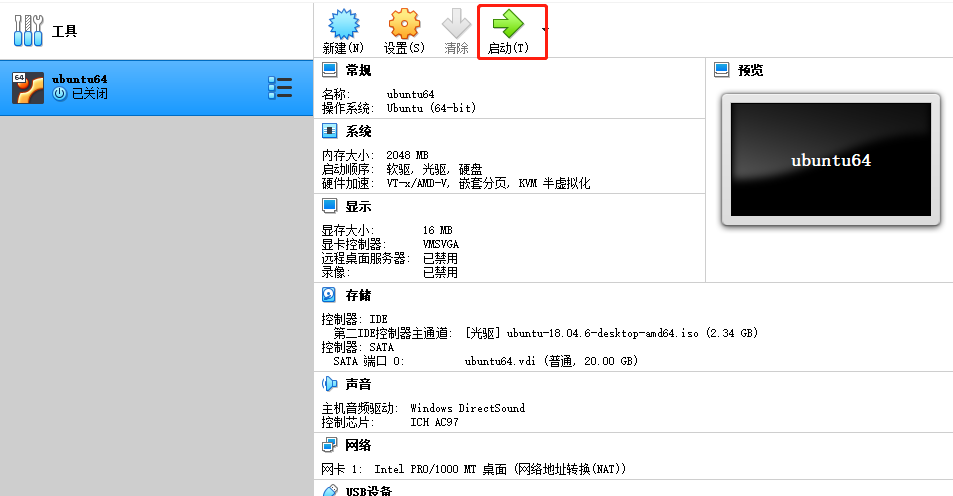 工具
新建(N) 设置(S) 清除 启动(T)
64 ubuntu64
已关闭
常规
名称: ubuntu64
操作系统: Ubuntu (64-bit)
预览
ubuntu64
系统
内存大小: 2048 MB
启动顺序: 软驱, 光驱, 硬盘
硬件加速: VT-x/AMD-V, 嵌套分页, KVM 半虚拟化
显示
显存大小: 16 MB
显卡控制器: VMSVGA
远程桌面服务器: 已禁用
录像: 已禁用
存储
控制器: IDE
第二IDE控制器主通道: [光驱] ubuntu-18.04.6-desktop-amd64.iso (2.34 GB)
控制器: SATA
SATA 端口 0: ubuntu64.vdi (普通, 20.00 GB)
声音
主机音频驱动: Windows DirectSound
控制芯片: ICH AC97
网络
网卡 1: Intel PRO/1000 MT 桌面 (网络地址转换(NAT))
USB设备